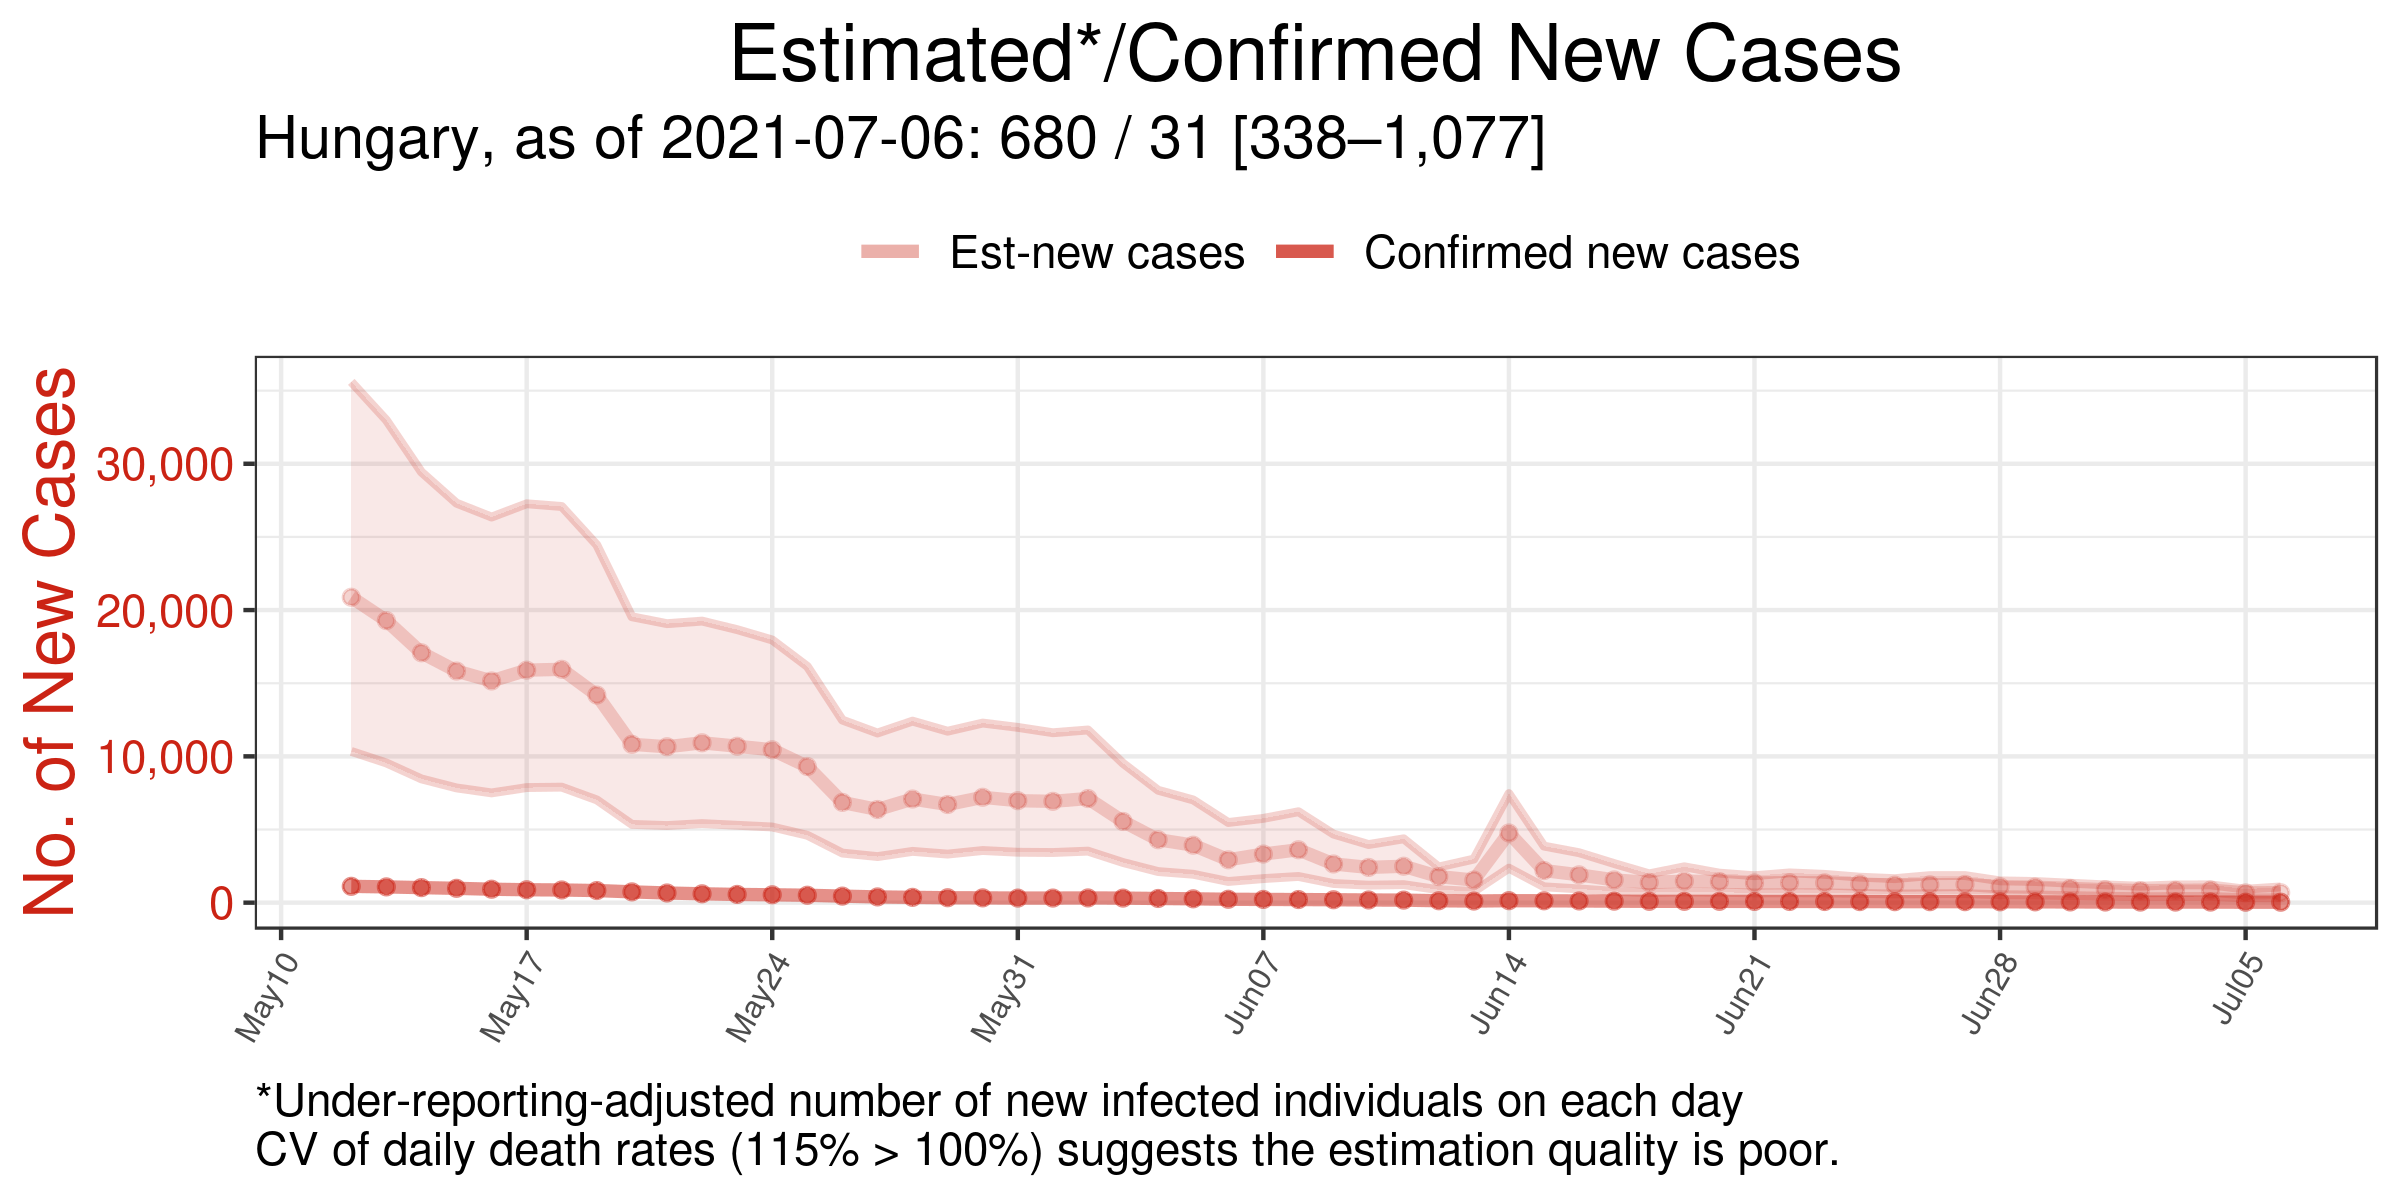 Estimated*/Confirmed New Cases
Hungary, as of 2021-07-06: 680 / 31 [338–1,077]
Est-new cases Confirmed new cases
No. of New Cases
30,000
20,000
10,000
0
May10 May17 May24 May31 Jun07 Jun14 Jun21 Jun28 Jul05
*Under-reporting-adjusted number of new infected individuals on each day
CV of daily death rates (115% > 100%) suggests the estimation quality is poor.